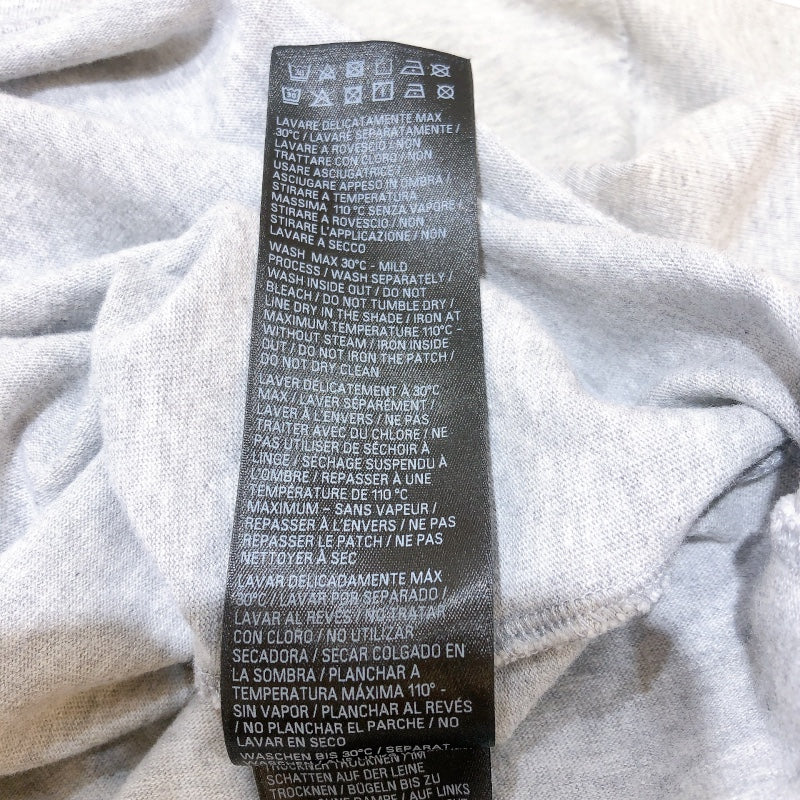 LAVARE DELICATAMENTE MAX
30°C / LAVARE SEPARATAMENTE /
LAVARE A ROVESCIO / NON
TRATTARE CON CLORO / NON
USARE ASCIUGATRICE /
ASCIUGARE APPESO IN OMBRA /
STIRARE A TEMPERATURA
MASSIMA 110°C SENZA VAPORE /
STIRARE A ROVESCIO / NON
STIRARE L'APPLICAZIONE / NON
LAVARE A SECCO
WASH MAX 30°C - MILD
PROCESS / WASH SEPARATELY /
WASH INSIDE OUT / DO NOT
BLEACH / DO NOT TUMBLE DRY /
LINE DRY IN THE SHADE / IRON AT
MAXIMUM TEMPERATURE 110°C -
WITHOUT STEAM / IRON INSIDE
OUT / DO NOT IRON THE PATCH /
DO NOT DRY CLEAN
LAVER DÉLICATEMENT À 30°C
MAX / LAVER SÉPARÉMENT /
LAVER À L'ENVERS / NE PAS
TRAITER AVEC DU CHLORE / NE
PAS UTILISER DE SÉCHOIR À
LINGE / SÉCHAGE SUSPENDU À
L'OMBRE / REPASSER À UNE
TEMPÉRATURE DE 110°C
MAXIMUM – SANS VAPEUR /
REPASSER À L'ENVERS / NE PAS
REPASSER LE PATCH / NE PAS
NETTOYER À SEC
LAVAR DELICADAMENTE MÁX
30°C / LAVAR POR SEPARADO /
LAVAR AL REVÉS / NO TRATAR
CON CLORO / NO UTILIZAR
SECADORA / SECAR COLGADO EN
LA SOMBRA / PLANCHAR A
TEMPERATURA MÁXIMA 110° -
SIN VAPOR / PLANCHAR AL REVÉS
/ NO PLANCHAR EL PARCHE / NO
LAVAR EN SECO
WASCHEN BIS 30°C / SEPARAT
TROCKNER TROCKNEN / IM
SCHATTEN AUF DER LEINE
TROCKNEN / BÜGELN BIS ZU
OHNE DAMPF / AUF LINKS